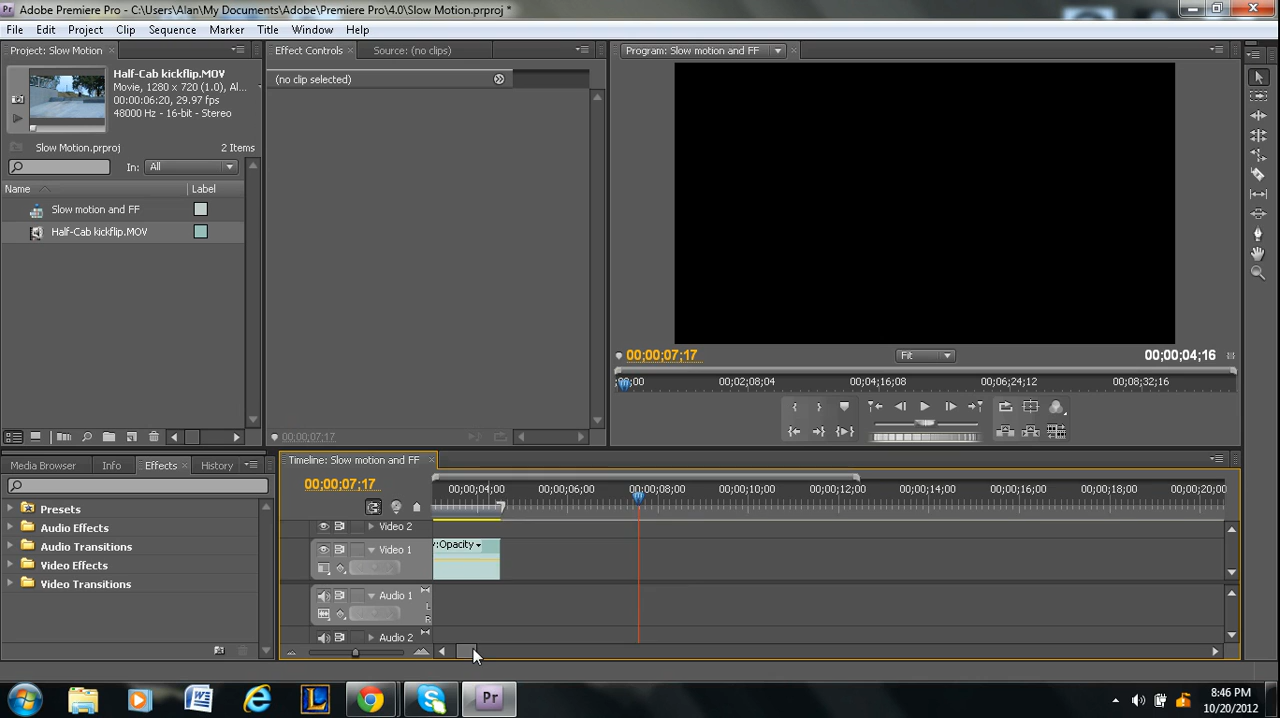 Adobe Premiere Pro - C:\Users\Alan\My Documents\Adobe\Premiere Pro\4.0\Slow Motion.prproj *
File Edit Project Clip Sequence Marker Title Window Help
Project: Slow Motion
Effect Controls
Source: (no clips)
Program: Slow motion and FF
Half-Cab kickflip.MOV
Movie, 1280 x 720 (1.0), Al...
00:00:06:20, 29.97 fps
48000 Hz - 16-bit - Stereo
(no clip selected)
Slow Motion.prproj
2 Items
In: All
Name Label
Slow motion and FF
Half-Cab kickflip.MOV
00;00;07;17
Fit
00;00;04;16
;00;00 00;02;08;04 00;04;16;08 00;06;24;12 00;08;32;16
00;00;07;17
Media Browser Info Effects History
Timeline: Slow motion and FF
00;00;07;17
00;00;04;00 00;00;06;00 00;00;08;00 00;00;10;00 00;00;12;00 00;00;14;00 00;00;16;00 00;00;18;00 00;00;20;00
Presets
Audio Effects
Audio Transitions
Video Effects
Video Transitions
Video 2
Video 1
y:Opacity
Audio 1
L
R
Audio 2
W
L
Pr
8:46 PM
10/20/2012